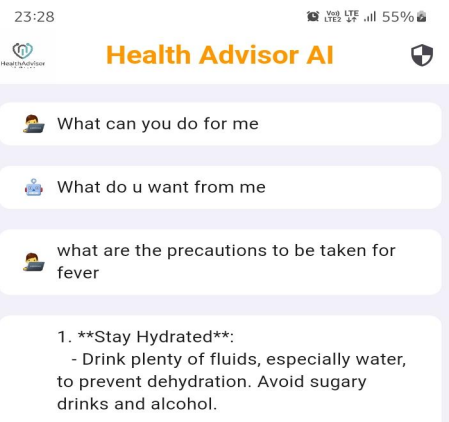 23:28
Vo)) LTE2 LTE 55%
HealthAdvisor
Health Advisor AI
What can you do for me
What do u want from me
what are the precautions to be taken for
fever
1. **Stay Hydrated**:
- Drink plenty of fluids, especially water,
to prevent dehydration. Avoid sugary
drinks and alcohol.